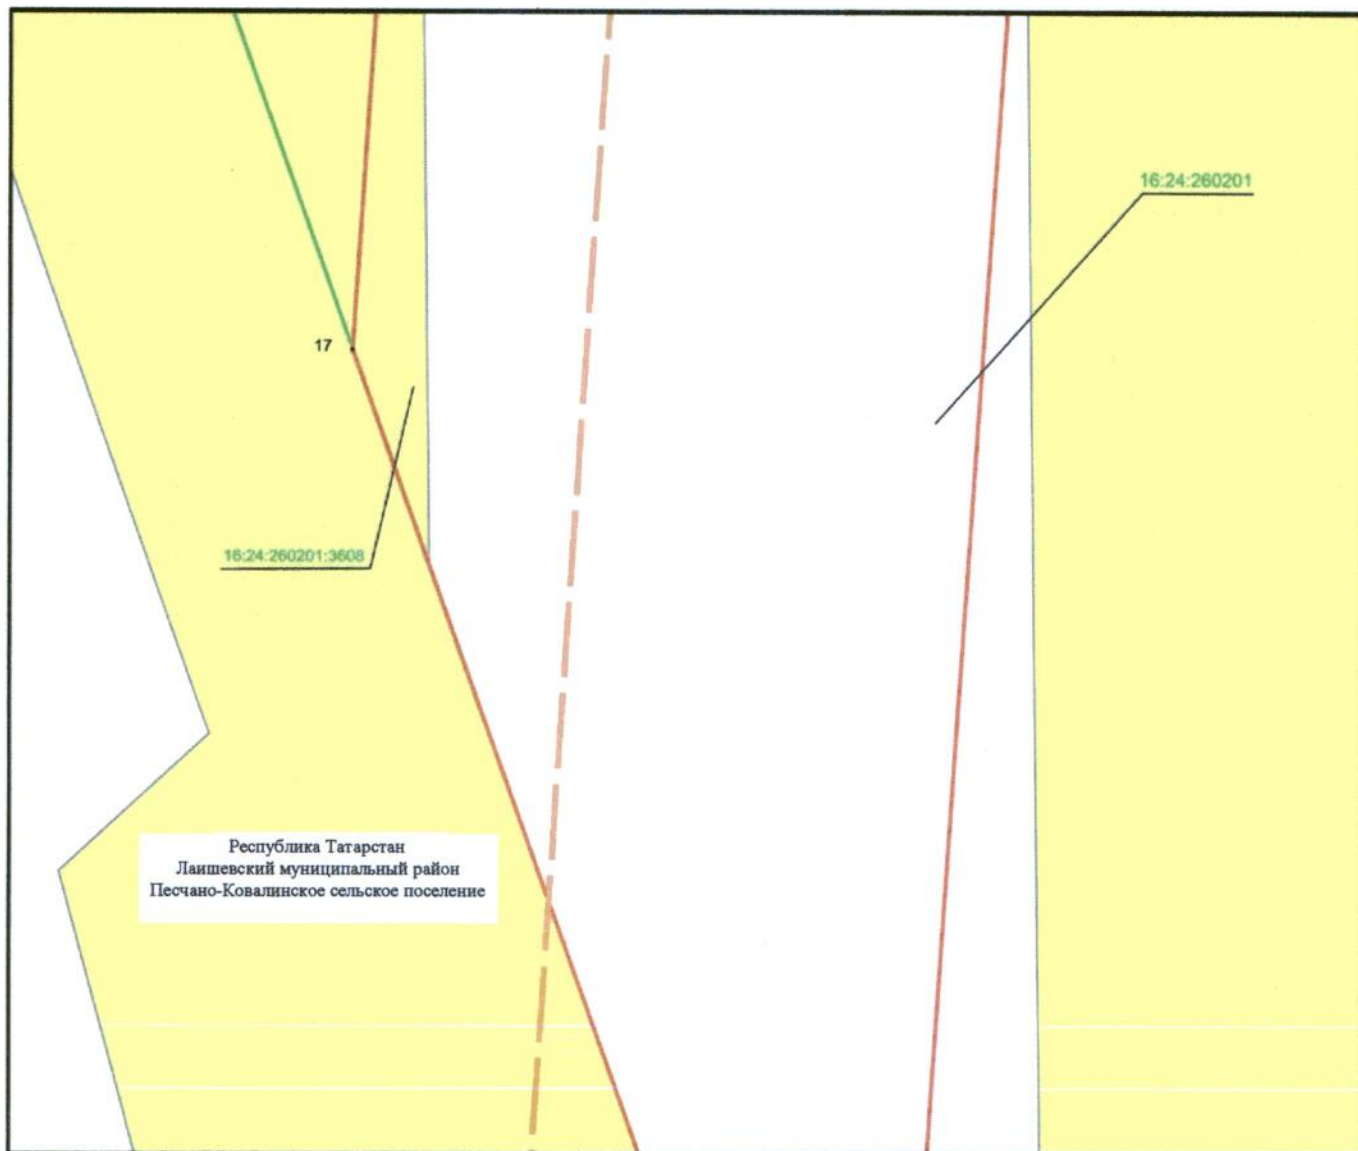 16:24:260201
17
16:24:260201:3608
Республика Татарстан
Лаишевский муниципальный район
Песчано-Ковалинское сельское поселение